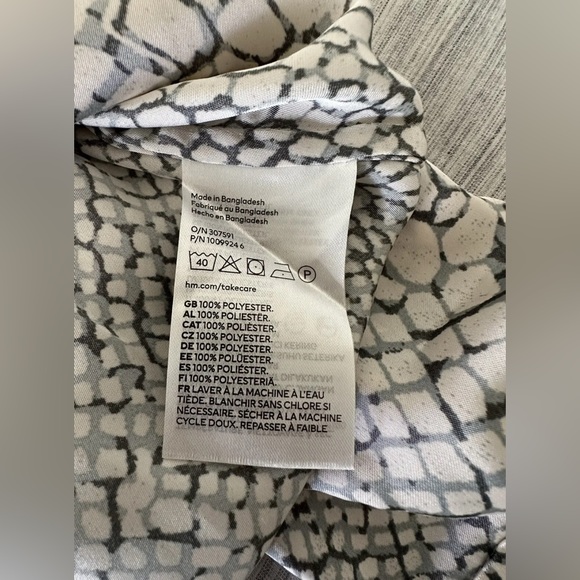 Made in Bangladesh
Fabriqué au Bangladesh
Hecho en Bangladesh
O/N 307591
P/N 1009924 6
40 P
hm.com/takecare
GB 100% POLYESTER.
AL 100% POLIESTËR.
CAT 100% POLIÈSTER.
CZ 100% POLYESTER.
DE 100% POLYESTER.
EE 100% POLÜESTER.
ES 100% POLIÉSTER.
FI 100% POLYESTERIÄ.
FR LAVER À LA MACHINE À L'EAU
TIÈDE. BLANCHIR SANS CHLORE SI
NÉCESSAIRE. SÉCHER À LA MACHINE
CYCLE DOUX. REPASSER À FAIBLE